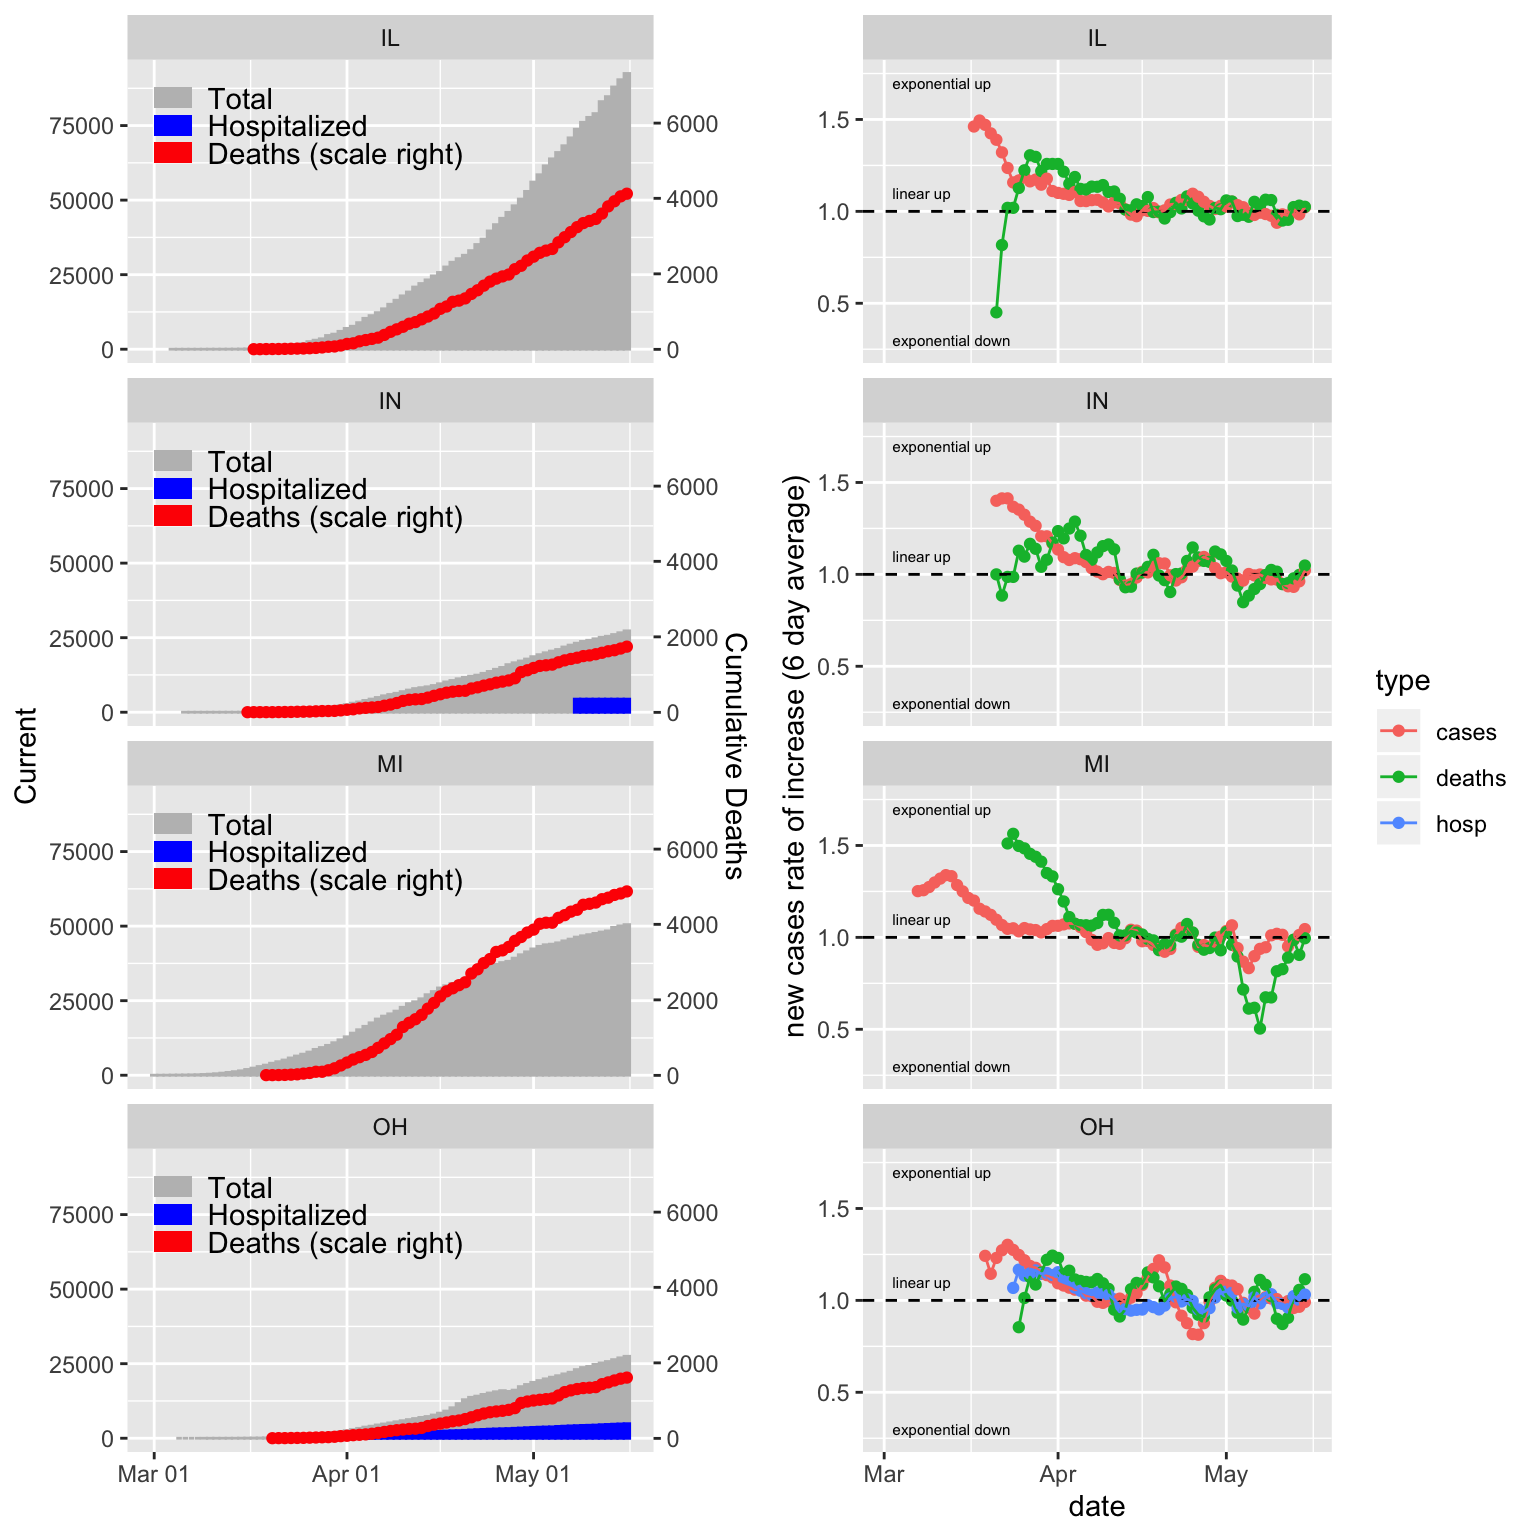 IL
Total
Hospitalized
Deaths (scale right)
75000
50000
25000
0
6000
4000
2000
0
IN
Total
Hospitalized
Deaths (scale right)
75000
50000
25000
0
6000
4000
2000
0
MI
Total
Hospitalized
Deaths (scale right)
75000
50000
25000
0
6000
4000
2000
0
OH
Total
Hospitalized
Deaths (scale right)
75000
50000
25000
0
6000
4000
2000
0
Mar 01
Apr 01
May 01
Current
Cumulative Deaths
IL
exponential up
linear up
exponential down
1.5
1.0
0.5
IN
exponential up
linear up
exponential down
1.5
1.0
0.5
MI
exponential up
linear up
exponential down
1.5
1.0
0.5
OH
exponential up
linear up
exponential down
1.5
1.0
0.5
Mar
Apr
May
date
new cases rate of increase (6 day average)
type
cases
deaths
hosp